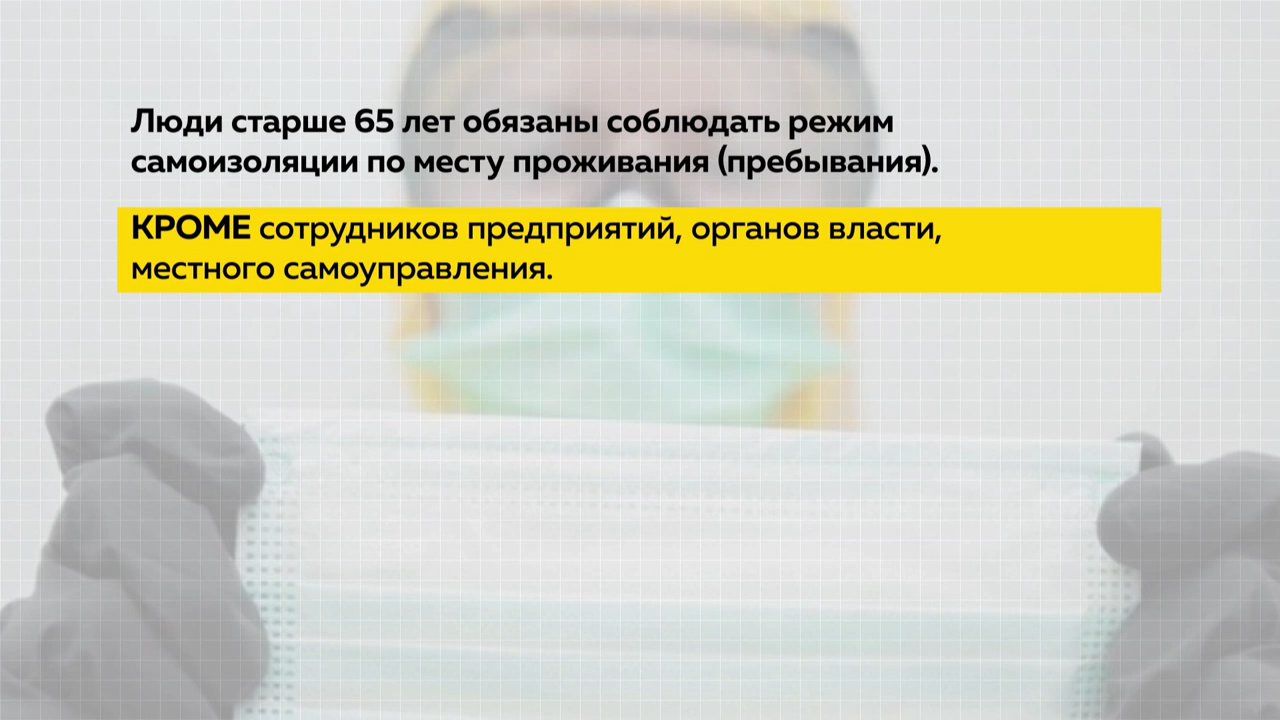 Люди старше 65 лет обязаны соблюдать режим
самоизоляции по месту проживания (пребывания).
КРОМЕ сотрудников предприятий, органов власти,
местного самоуправления.